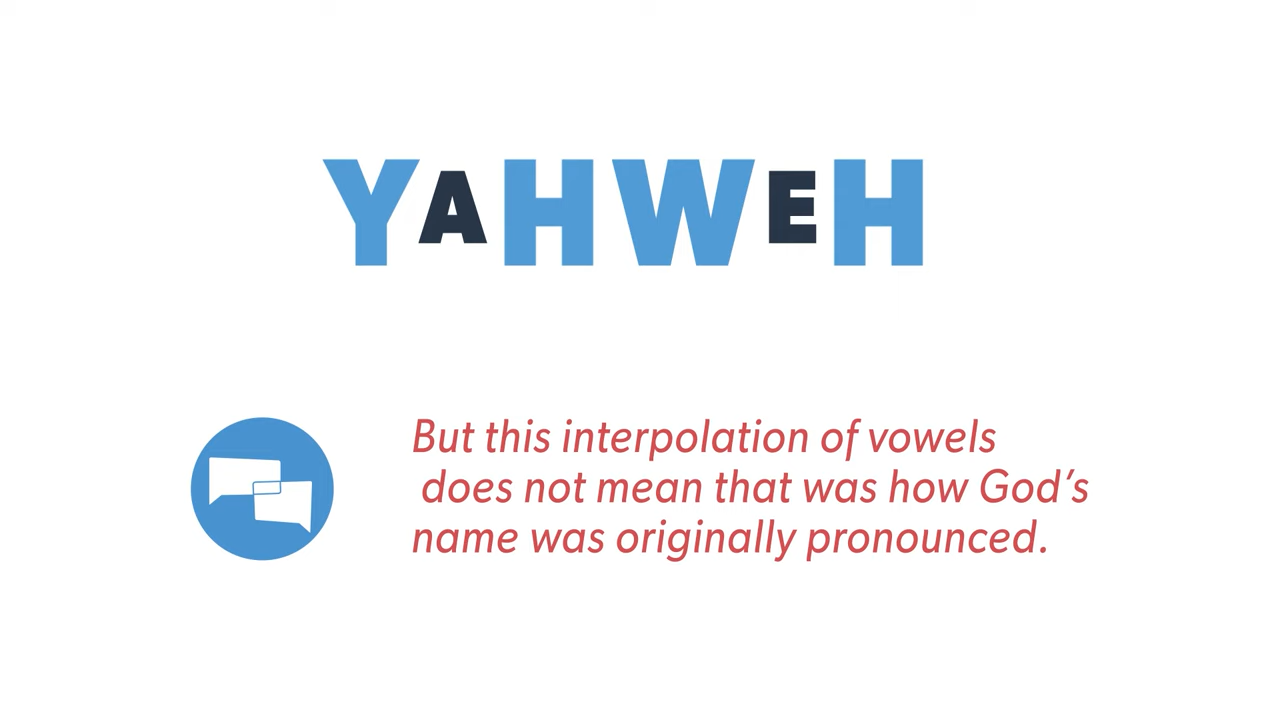 YAHWEH
But this interpolation of vowels
does not mean that was how God's
name was originally pronounced.